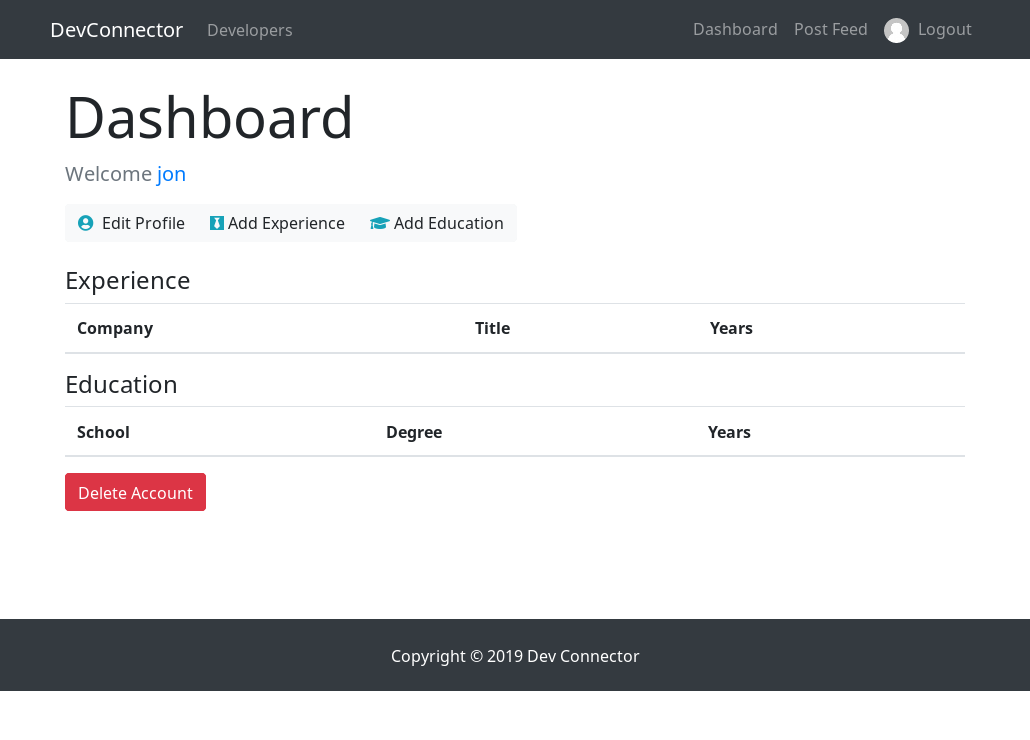 DevConnector Developers Dashboard Post Feed Logout
Dashboard
Welcome jon
Edit Profile Add Experience Add Education
Experience
Company Title Years
Education
School Degree Years
Delete Account
Copyright © 2019 Dev Connector